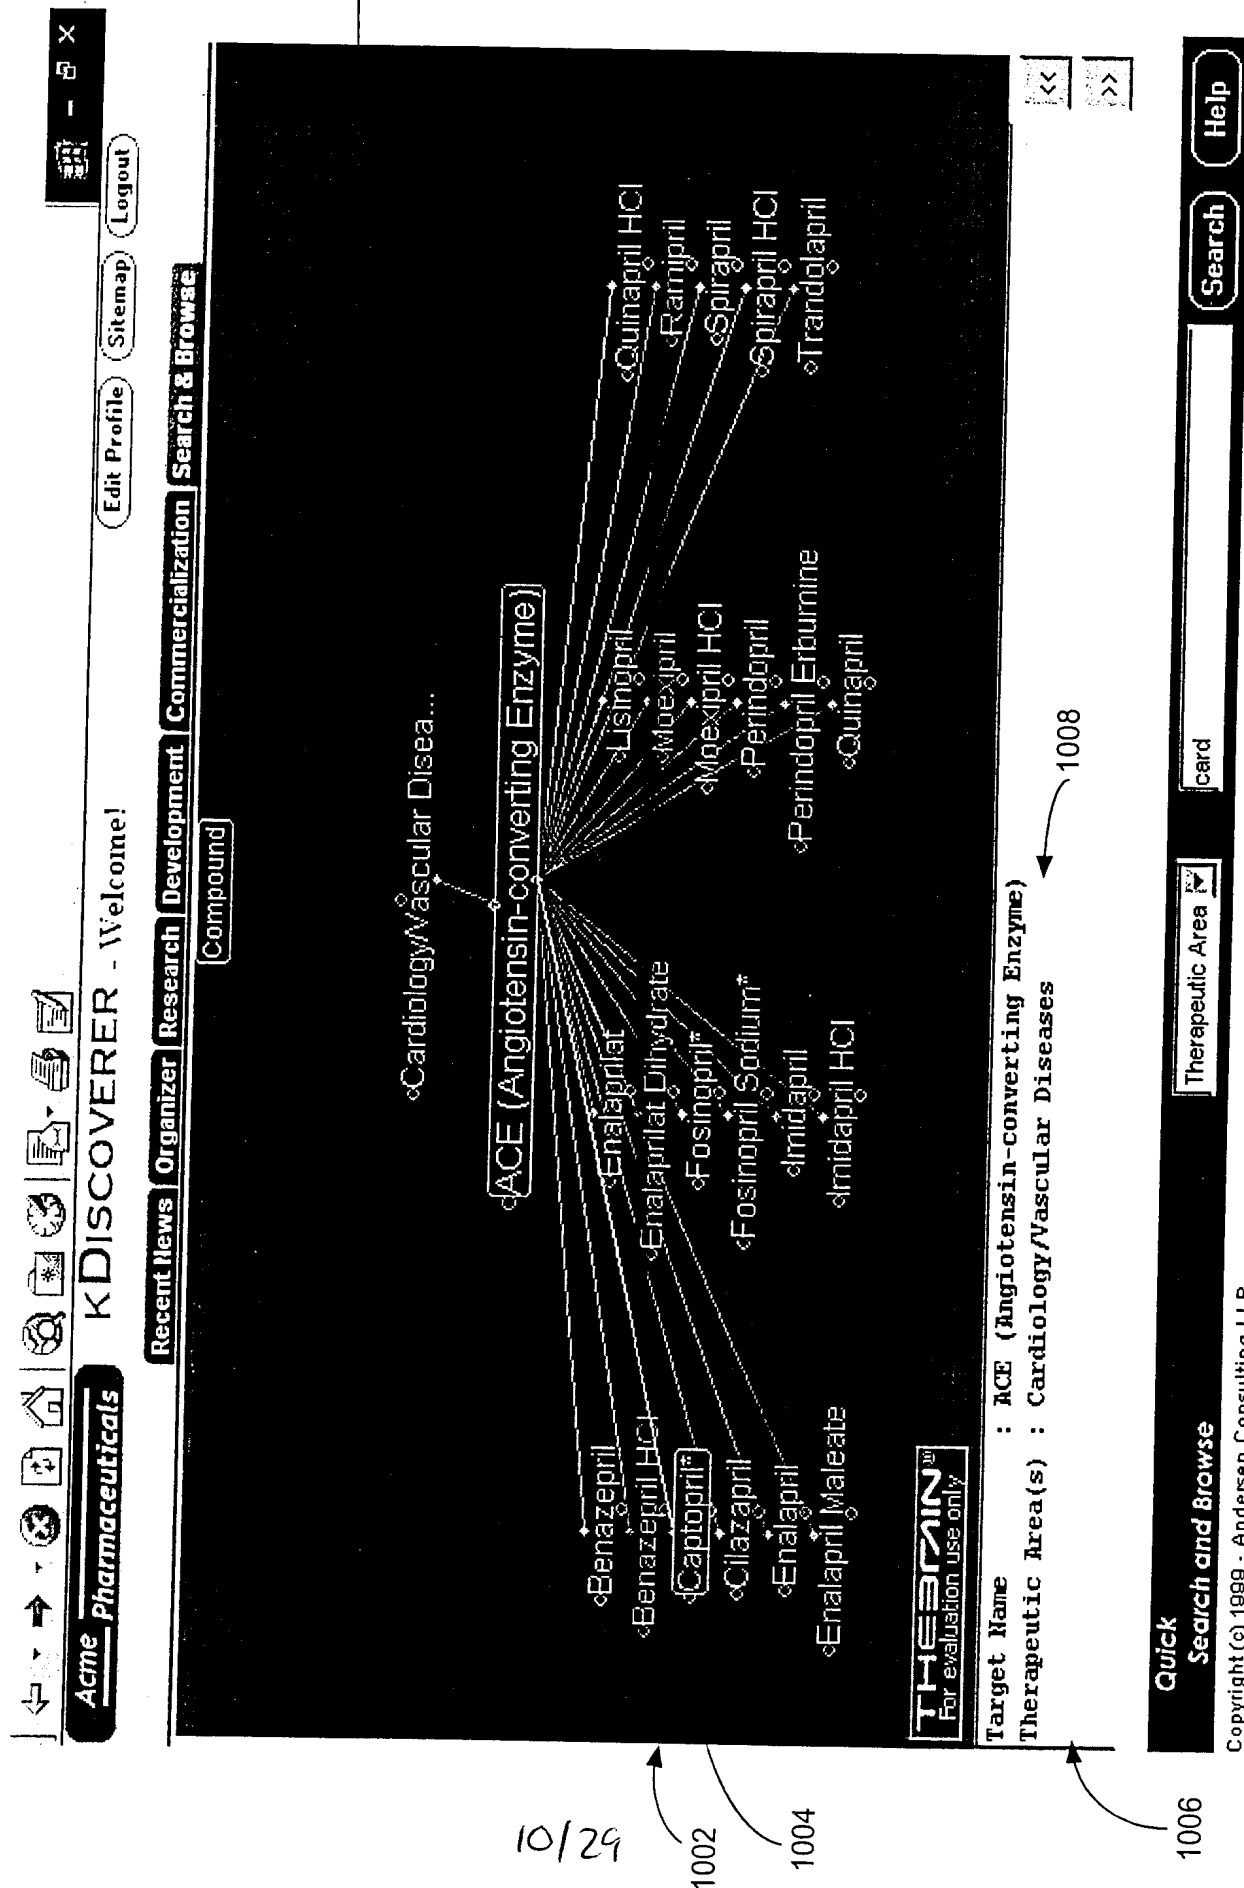 Acme Pharmaceuticals
KDISCOVERER - Welcome!
Edit Profile
Sitemap
Logout
Recent News
Organizer
Research
Development
Commercialization
Search & Browse
Compound
Cardiology/Vascular Disea...
ACE (Angiotensin-converting Enzyme)
Benazepril
Benazepril HCl
Captopril*
Cilazapril
Enalapril
Enalapril Maleate
Enalaprilat
Enalaprilat Dihydrate
Fosinopril*
Fosinopril Sodium*
Imidapril
Imidapril HCl
Lisinopril
Moexipril
Moexipril HCl
Perindopril
Perindopril Erbumine
Quinapril
Quinapril HCl
Ramipril
Spirapril
Spirapril HCl
Trandolapril
THEBRAIN
For evaluation use only
Target Name : ACE (Angiotensin-converting Enzyme)
Therapeutic Area(s) : Cardiology/Vascular Diseases
<<
>>
Quick
Search and Browse
Therapeutic Area
card
Search
Help
Copyright (c) 1999 - Andersen Consulting LLP
10/29
1002
1004
1006
1008